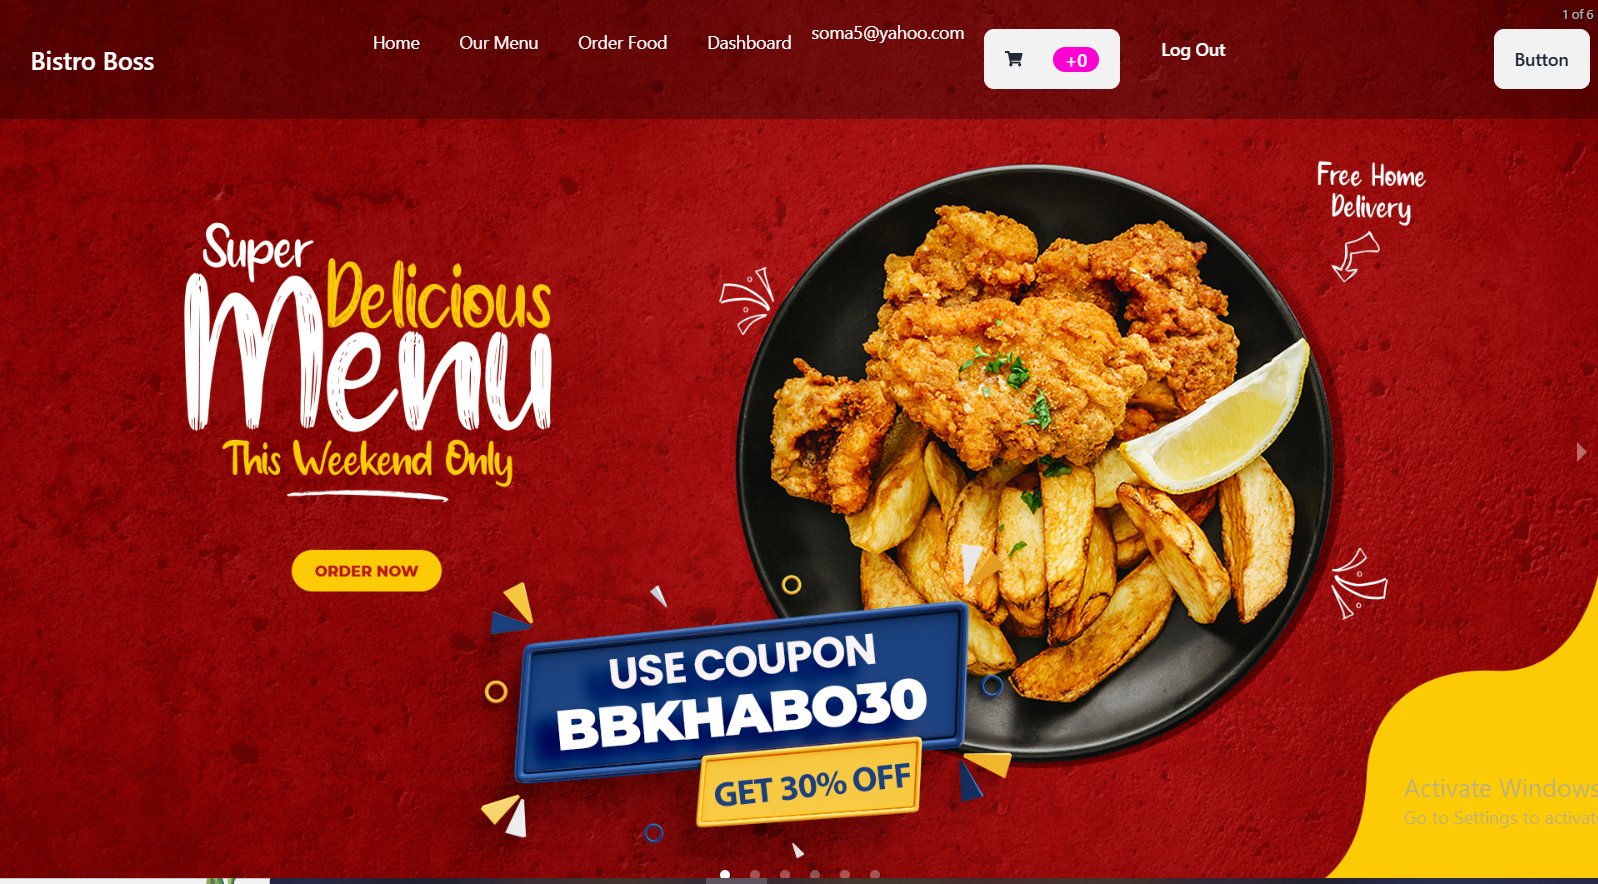 1 of 6
Bistro Boss
Home
Our Menu
Order Food
Dashboard
soma5@yahoo.com
+0
Log Out
Button
Free Home
Delivery
Super
Delicious
Menu
This Weekend Only
ORDER NOW
USE COUPON
BBKHABO30
GET 30% OFF
Activate Windows
Go to Settings to activat